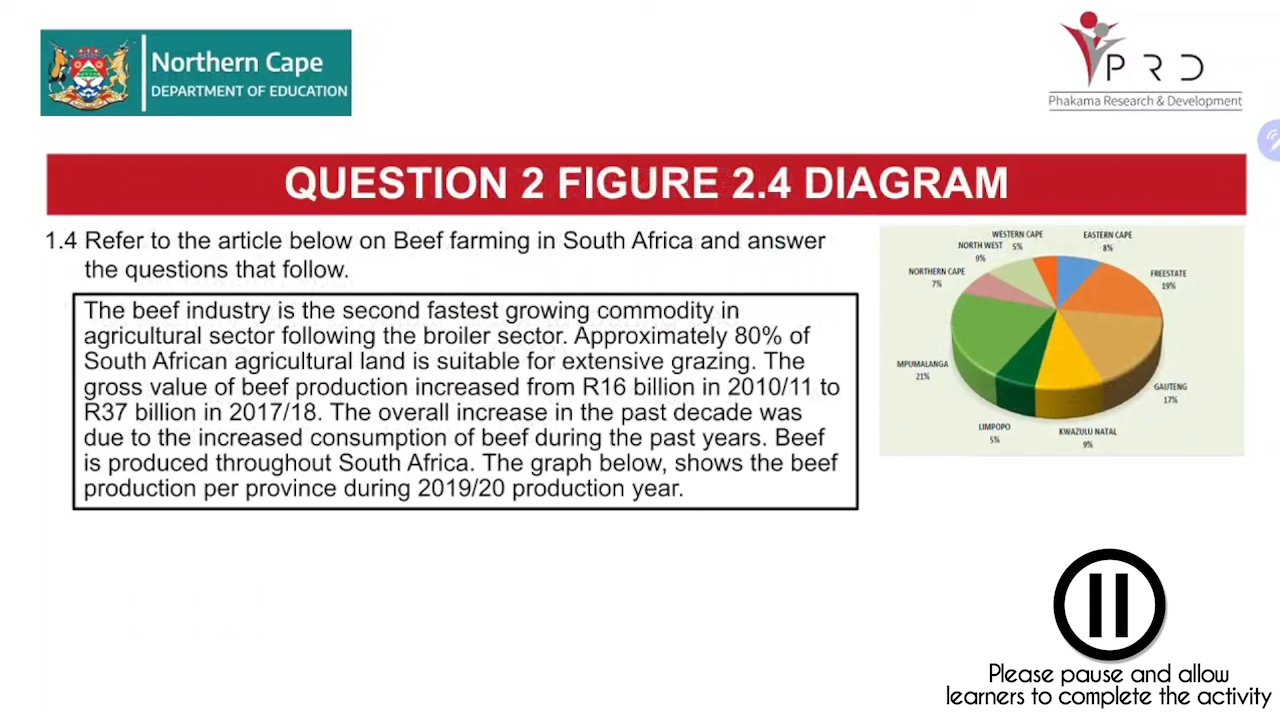 Northern Cape
DEPARTMENT OF EDUCATION
P R D
Phakama Research & Development
QUESTION 2 FIGURE 2.4 DIAGRAM
1.4 Refer to the article below on Beef farming in South Africa and answer
the questions that follow.
The beef industry is the second fastest growing commodity in
agricultural sector following the broiler sector. Approximately 80% of
South African agricultural land is suitable for extensive grazing. The
gross value of beef production increased from R16 billion in 2010/11 to
R37 billion in 2017/18. The overall increase in the past decade was
due to the increased consumption of beef during the past years. Beef
is produced throughout South Africa. The graph below, shows the beef
production per province during 2019/20 production year.
WESTERN CAPE
5%
EASTERN CAPE
8%
NORTH WEST
9%
NORTHERN CAPE
7%
FREESTATE
19%
MPUMALANGA
21%
GAUTENG
17%
LIMPOPO
5%
KWAZULU NATAL
9%
Please pause and allow
learners to complete the activity